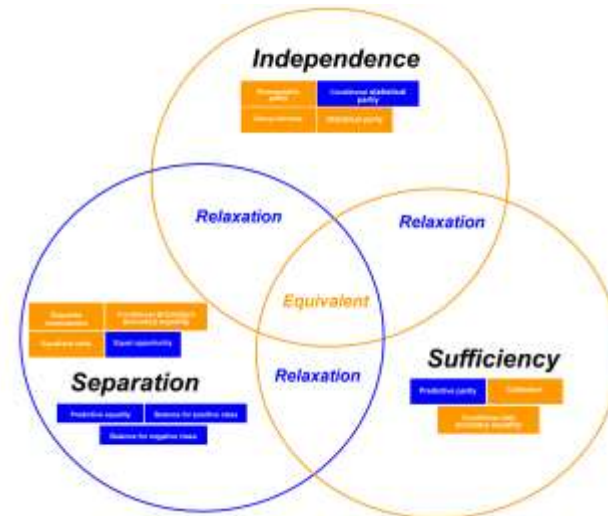 Independence
Conditional statistical
parity
Statistical parity
Relaxation
Relaxation
Equivalent
Equal opportunity
Separation
Relaxation
Sufficiency
Predictive parity
Predictive equality
Balance for positive class
Balance for negative class